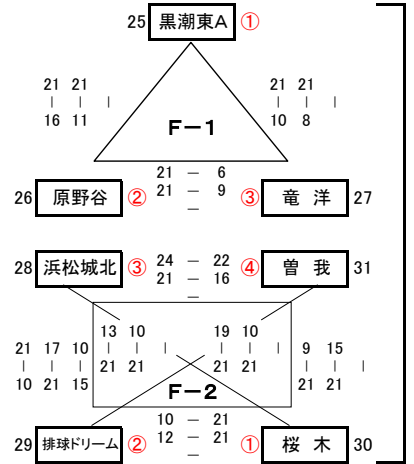 25 黒潮東A ①
21 21 21 21
| | | | | |
16 11 10 8
F－1
21 － 6
26 原野谷 ② 21 － 9 ③ 竜 洋 27
－
28 浜松城北 ③ 24 － 22 ④ 曽 我 31
21 － 16
－
13 10 19 10
21 17 10 | | | | | | 9 15
| | | 21 21 21 21 | | |
10 21 15 21 21
F－2
10 － 21
29 排球ドリーム ② 12 － 21 ① 桜 木 30
－